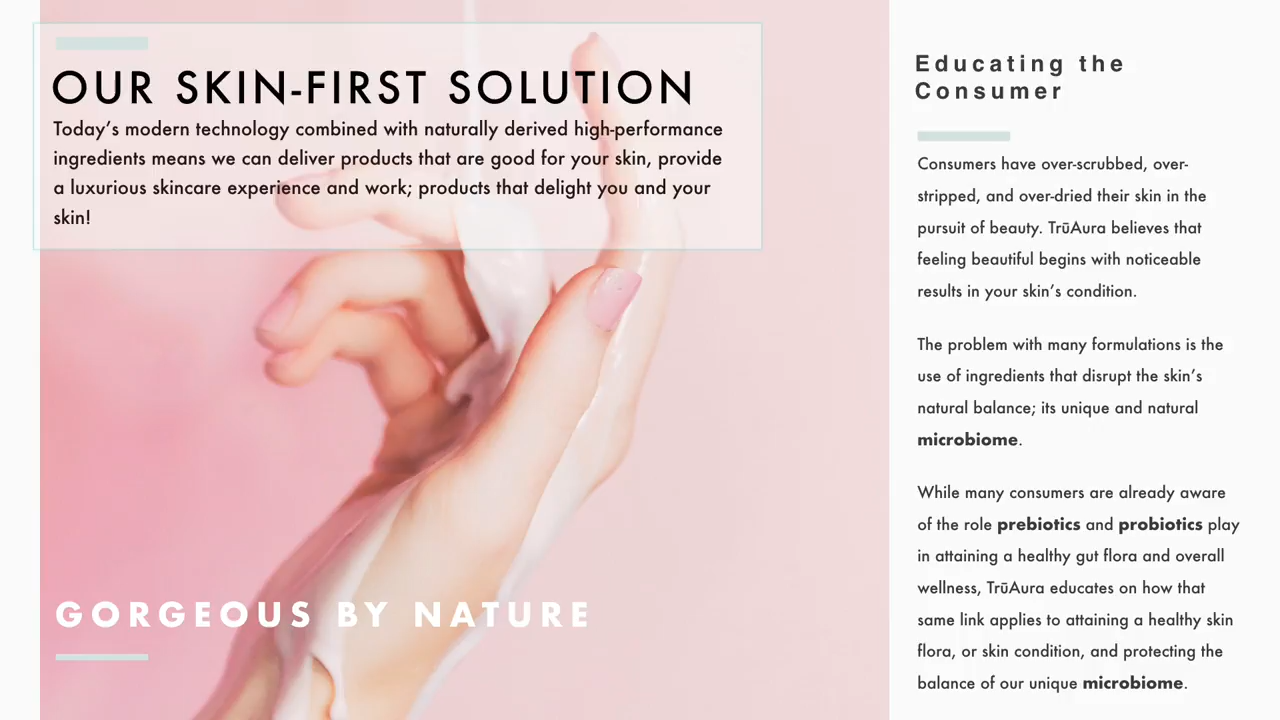 OUR SKIN-FIRST SOLUTION
Today's modern technology combined with naturally derived high-performance
ingredients means we can deliver products that are good for your skin, provide
a luxurious skincare experience and work; products that delight you and your
skin!
GORGEOUS BY NATURE
Educating the
Consumer
Consumers have over-scrubbed, over-
stripped, and over-dried their skin in the
pursuit of beauty. TrūAura believes that
feeling beautiful begins with noticeable
results in your skin's condition.
The problem with many formulations is the
use of ingredients that disrupt the skin's
natural balance; its unique and natural
microbiome.
While many consumers are already aware
of the role prebiotics and probiotics play
in attaining a healthy gut flora and overall
wellness, TrūAura educates on how that
same link applies to attaining a healthy skin
flora, or skin condition, and protecting the
balance of our unique microbiome.